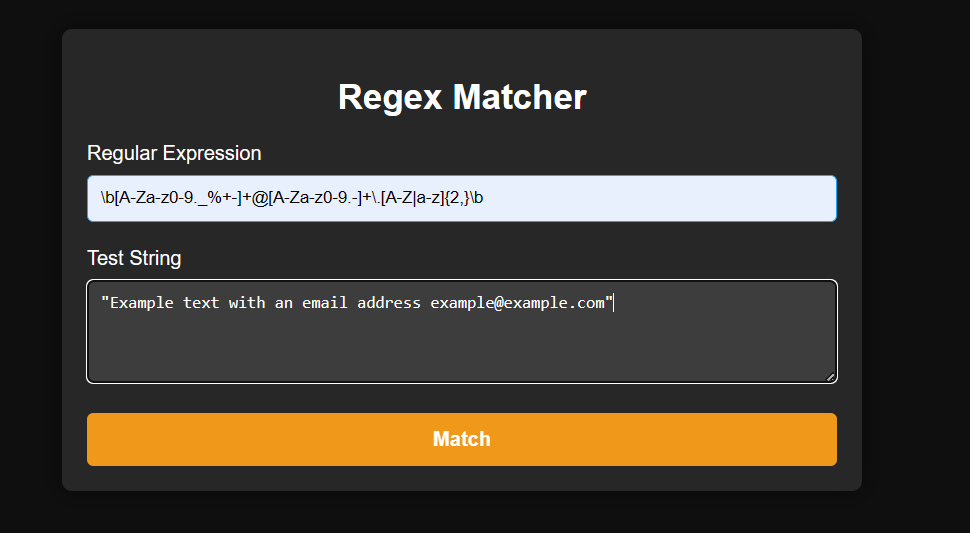 Regex Matcher
Regular Expression
\b[A-Za-z0-9._%+-]+@[A-Za-z0-9.-]+\.[A-Z|a-z]{2,}\b
Test String
"Example text with an email address example@example.com"
Match